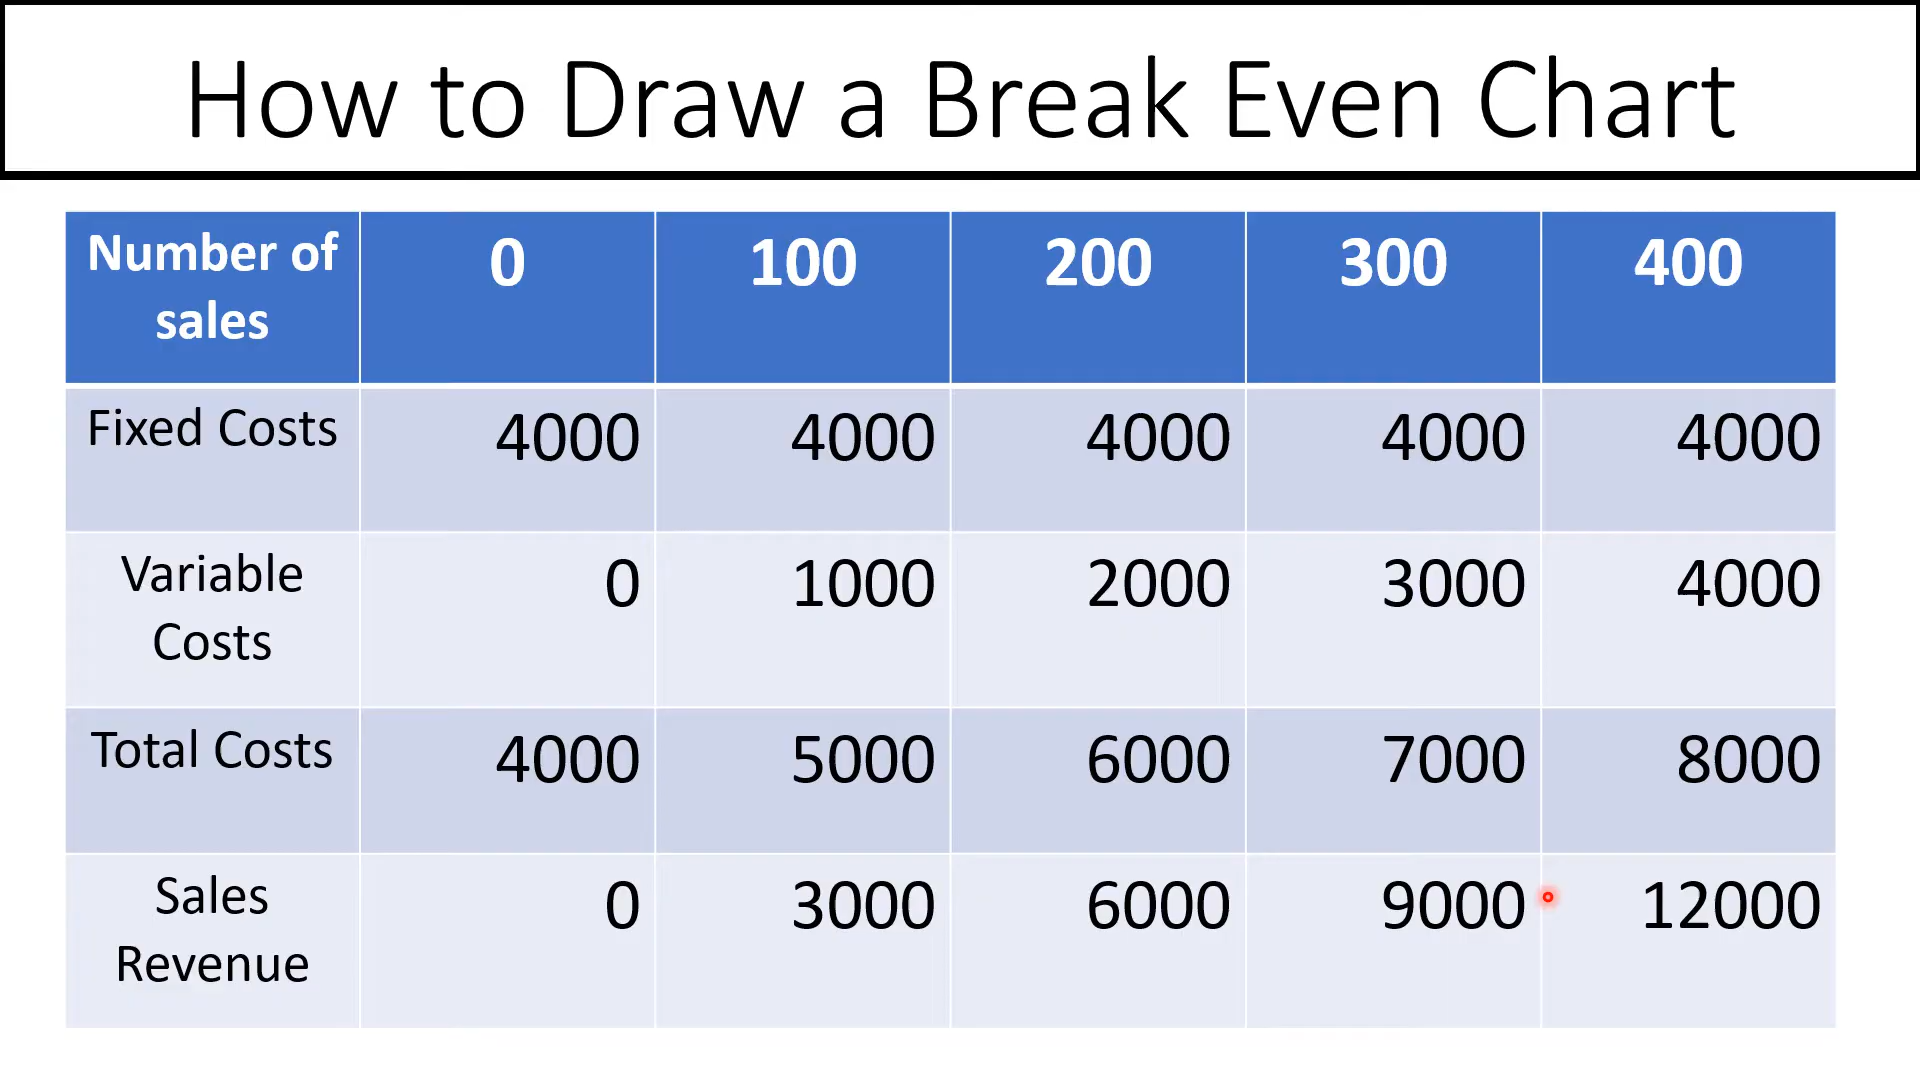 How to Draw a Break Even Chart
Number of sales 0 100 200 300 400
Fixed Costs 4000 4000 4000 4000 4000
Variable Costs 0 1000 2000 3000 4000
Total Costs 4000 5000 6000 7000 8000
Sales Revenue 0 3000 6000 9000 12000